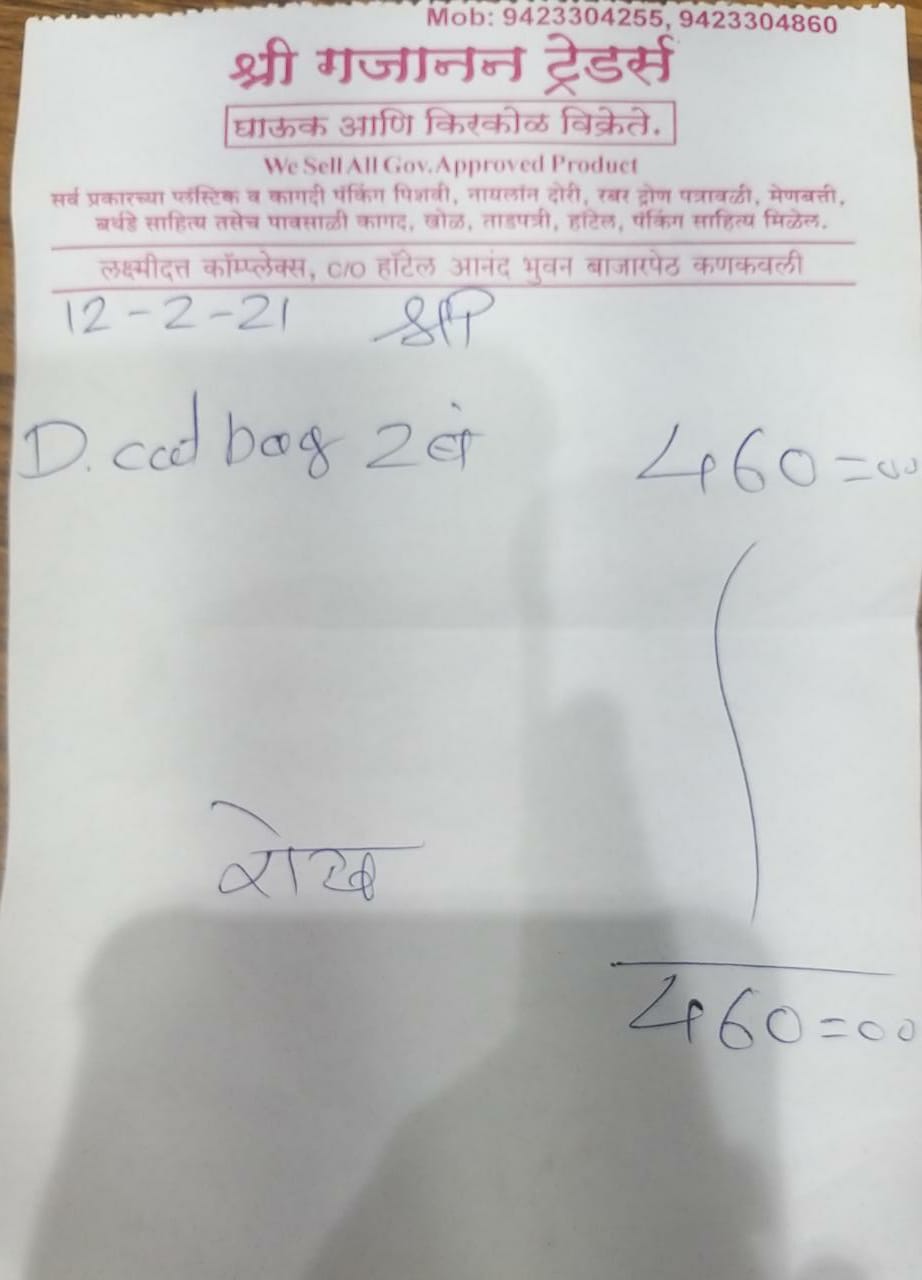 Mob: 9423304255, 9423304860
श्री गजानन ट्रेडर्स
घाऊक आणि किरकोळ विक्रेते.
We Sell All Gov. Approved Product
सर्व प्रकारच्या प्लॅस्टिक व कागदी पॅकिंग पिशवी, नायलॉन दोरी, रबर द्रोण पत्रावळी, मेणबत्ती,
बर्थडे साहित्य तसेच पावसाळी कागद, खोळ, ताडपत्री, हॉटेल, पॅकिंग साहित्य मिळेल.
लक्ष्मीदत्त कॉम्प्लेक्स, C/O हॉटेल आनंद भुवन बाजारपेठ कणकवली
12-2-21
D. bag 2 460=00
रोख
460=00